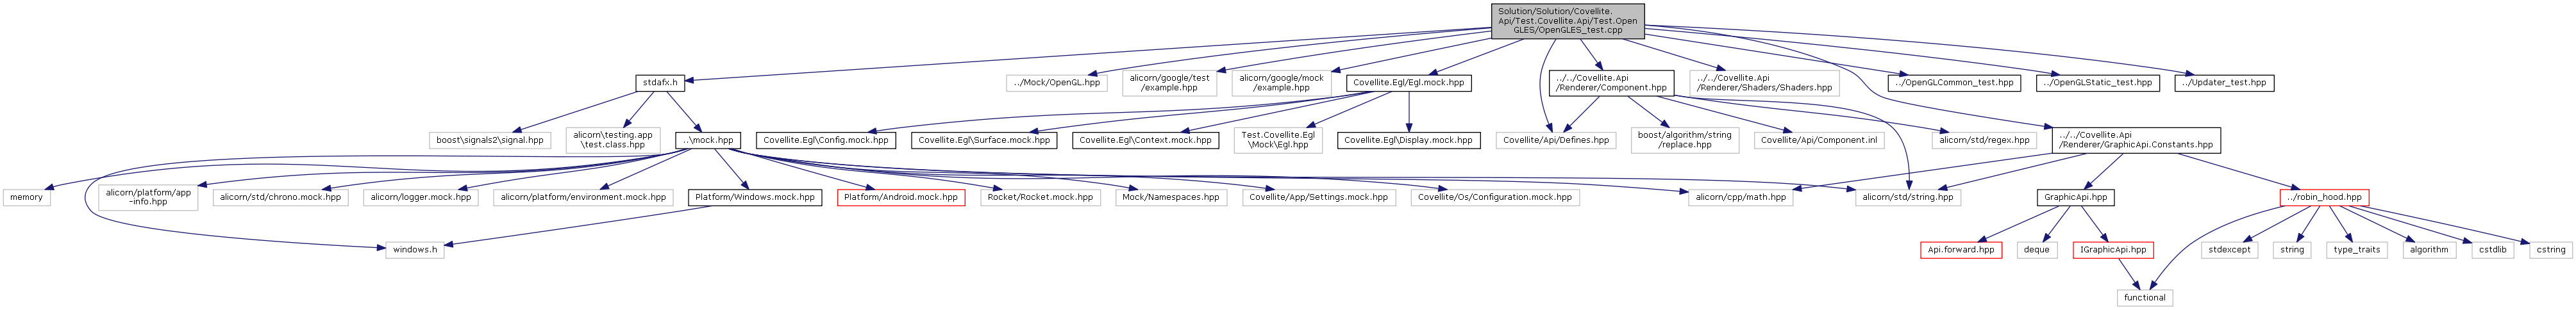 Solution/Solution/Covellite.
Api/Test.Covellite.Api/Test.Open
GLES/OpenGLES_test.cpp
stdafx.h
../Mock/OpenGL.hpp
alicorn/google/test
/example.hpp
alicorn/google/mock
/example.hpp
Covellite.Egl/Egl.mock.hpp
../../Covellite.Api
/Renderer/Component.hpp
../../Covellite.Api
/Renderer/Shaders/Shaders.hpp
../OpenGLCommon_test.hpp
../OpenGLStatic_test.hpp
../Updater_test.hpp
boost\signals2\signal.hpp
alicorn\testing.app
\test.class.hpp
..\mock.hpp
Covellite.Egl\Config.mock.hpp
Covellite.Egl\Surface.mock.hpp
Covellite.Egl\Context.mock.hpp
Test.Covellite.Egl
\Mock\Egl.hpp
Covellite.Egl\Display.mock.hpp
Covellite/Api/Defines.hpp
boost/algorithm/string
/replace.hpp
Covellite/Api/Component.inl
alicorn/std/regex.hpp
../../Covellite.Api
/Renderer/GraphicApi.Constants.hpp
memory
alicorn/platform/app
-info.hpp
alicorn/std/chrono.mock.hpp
alicorn/logger.mock.hpp
alicorn/platform/environment.mock.hpp
Platform/Windows.mock.hpp
Platform/Android.mock.hpp
Rocket/Rocket.mock.hpp
Mock/Namespaces.hpp
Covellite/App/Settings.mock.hpp
Covellite/Os/Configuration.mock.hpp
alicorn/cpp/math.hpp
alicorn/std/string.hpp
GraphicApi.hpp
../robin_hood.hpp
windows.h
Api.forward.hpp
deque
IGraphicApi.hpp
stdexcept
string
type_traits
algorithm
cstdlib
cstring
functional